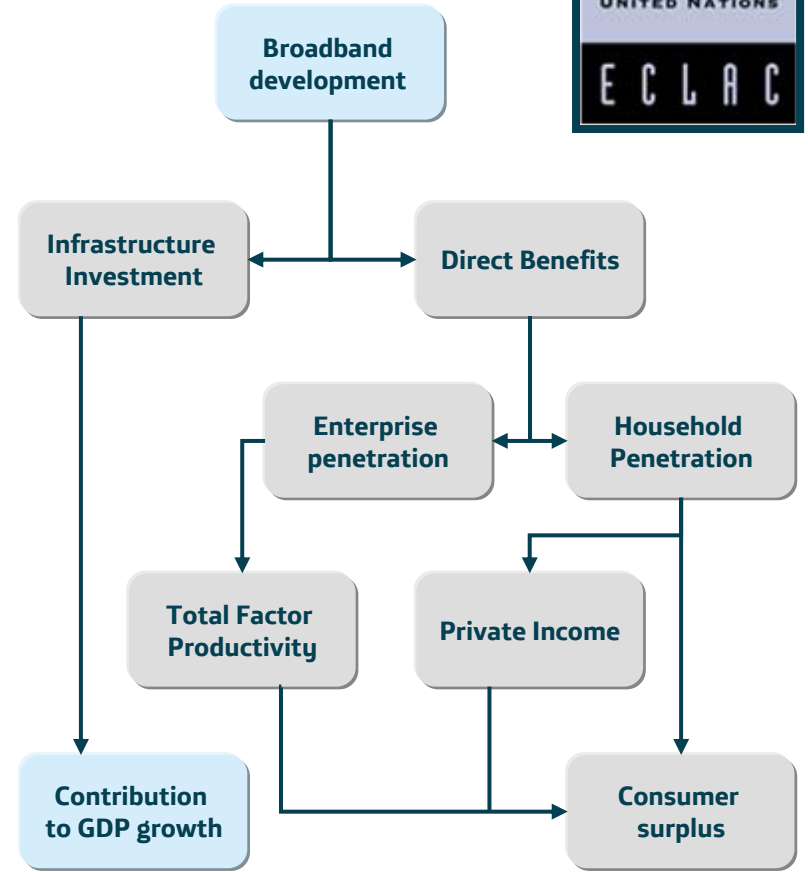 UNITED NATIONS
ECLAC
Broadband
development
Infrastructure
Investment
Direct Benefits
Enterprise
penetration
Household
Penetration
Total Factor
Productivity
Private Income
Contribution
to GDP growth
Consumer
surplus